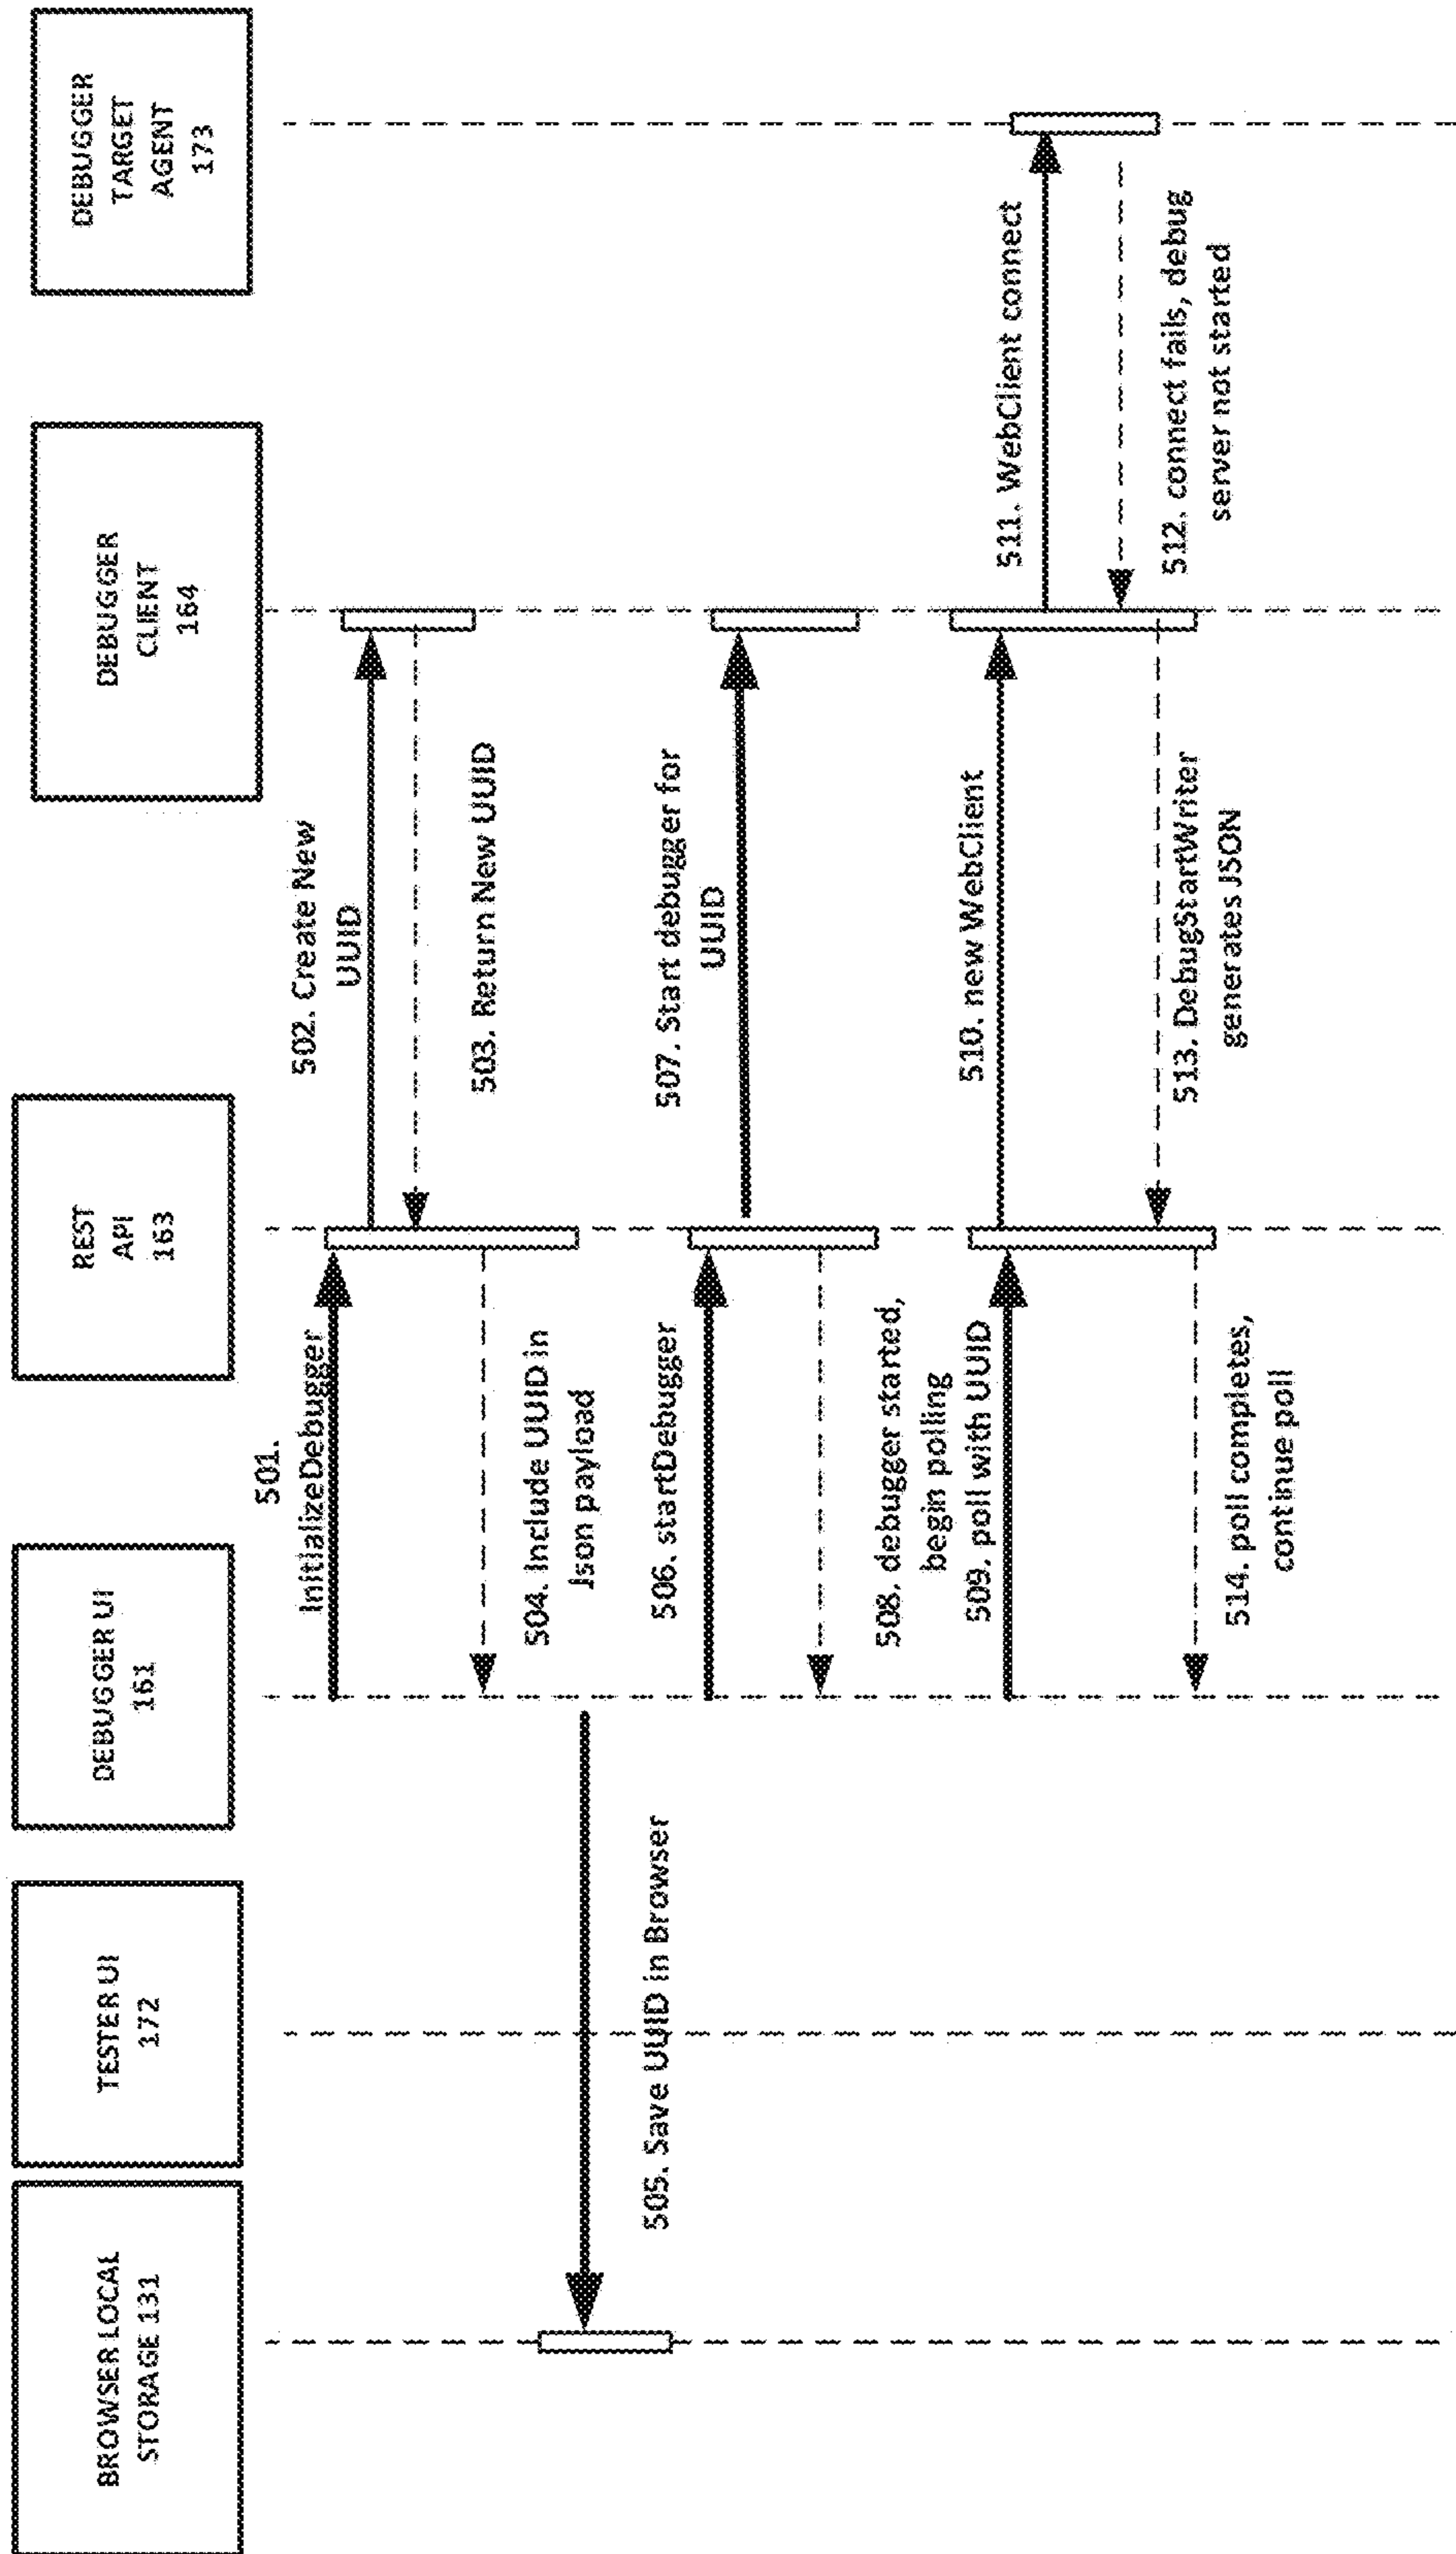 BROWSER LOCAL
STORAGE 131
TESTER UI
172
DEBUGGER UI
161
REST
API
163
DEBUGGER
CLIENT
164
DEBUGGER
TARGET
AGENT
173
501.
InitializeDebugger
502. Create New
UUID
503. Return New UUID
504. Include UUID in
Json payload
505. Save UUID in Browser
506. startDebugger
507. Start debugger for
UUID
508. debugger started,
begin polling
509. poll with UUID
510. new WebClient
511. WebClient connect
512. connect fails, debug
server not started
513. DebugStartWriter
generates JSON
514. poll completes,
continue poll